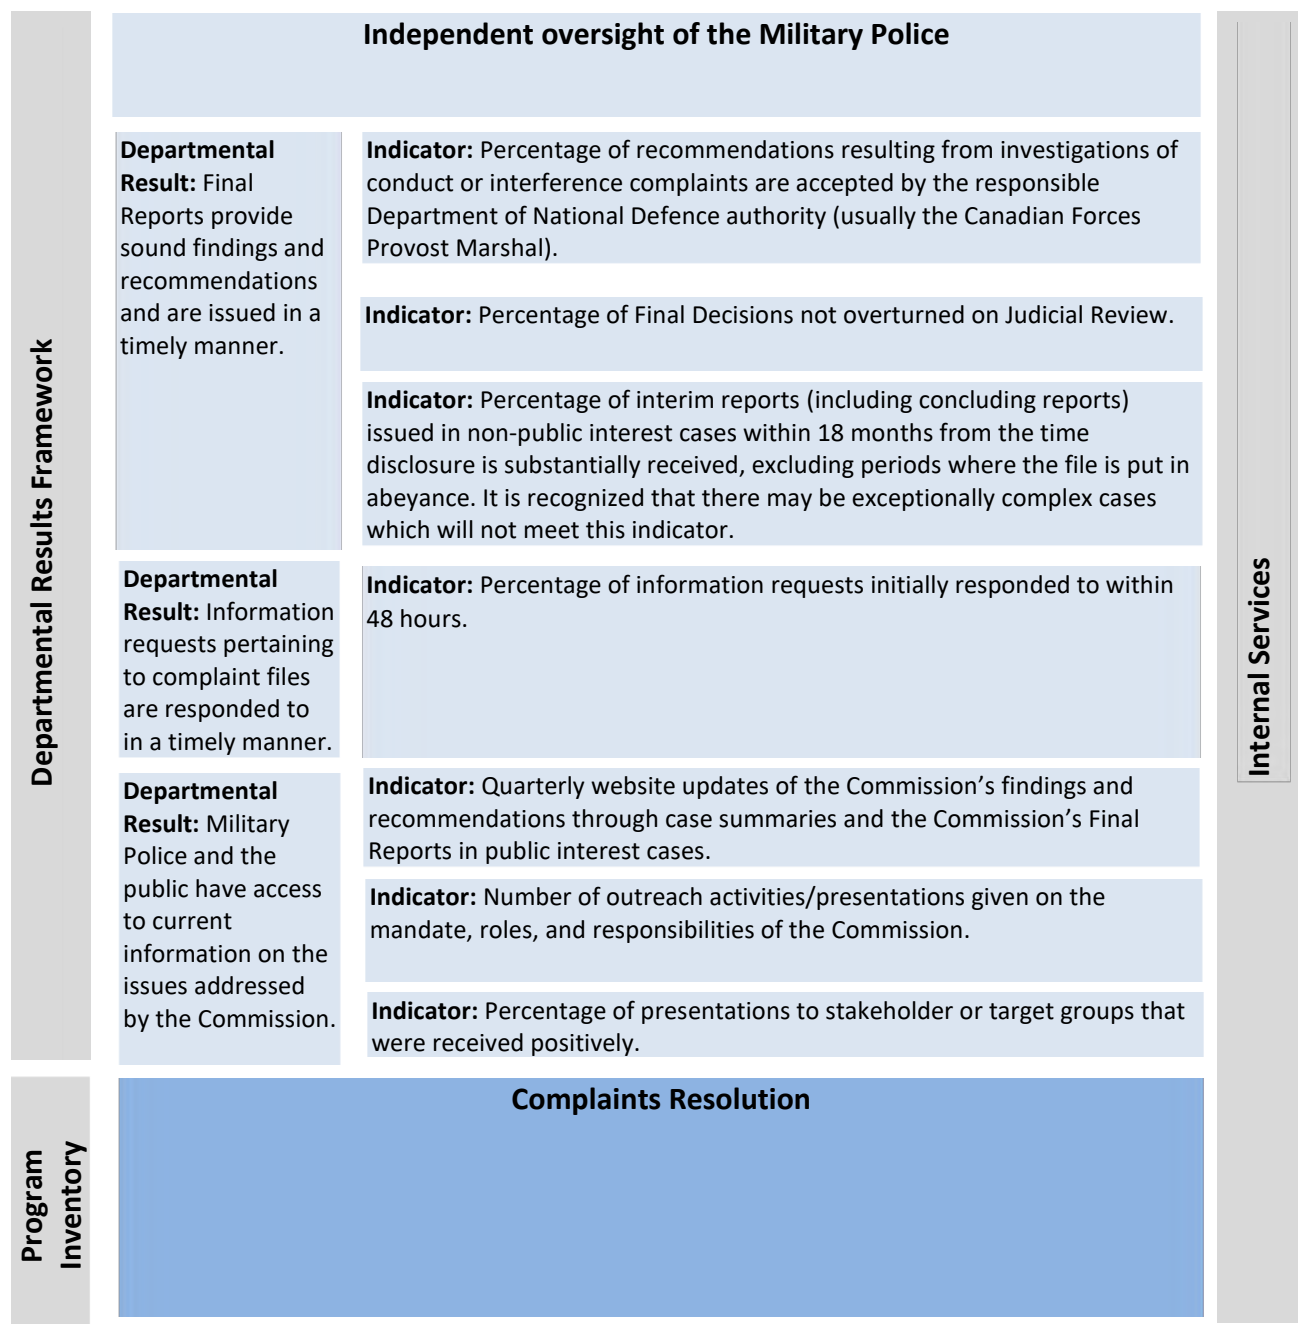 Independent oversight of the Military Police
Departmental Results Framework
Departmental
Result: Final
Reports provide
sound findings and
recommendations
and are issued in a
timely manner.
Indicator: Percentage of recommendations resulting from investigations of
conduct or interference complaints are accepted by the responsible
Department of National Defence authority (usually the Canadian Forces
Provost Marshal).
Indicator: Percentage of Final Decisions not overturned on Judicial Review.
Indicator: Percentage of interim reports (including concluding reports)
issued in non-public interest cases within 18 months from the time
disclosure is substantially received, excluding periods where the file is put in
abeyance. It is recognized that there may be exceptionally complex cases
which will not meet this indicator.
Departmental
Result: Information
requests pertaining
to complaint files
are responded to
in a timely manner.
Indicator: Percentage of information requests initially responded to within
48 hours.
Departmental
Result: Military
Police and the
public have access
to current
information on the
issues addressed
by the Commission.
Indicator: Quarterly website updates of the Commission’s findings and
recommendations through case summaries and the Commission’s Final
Reports in public interest cases.
Indicator: Number of outreach activities/presentations given on the
mandate, roles, and responsibilities of the Commission.
Indicator: Percentage of presentations to stakeholder or target groups that
were received positively.
Internal Services
Program
Inventory
Complaints Resolution